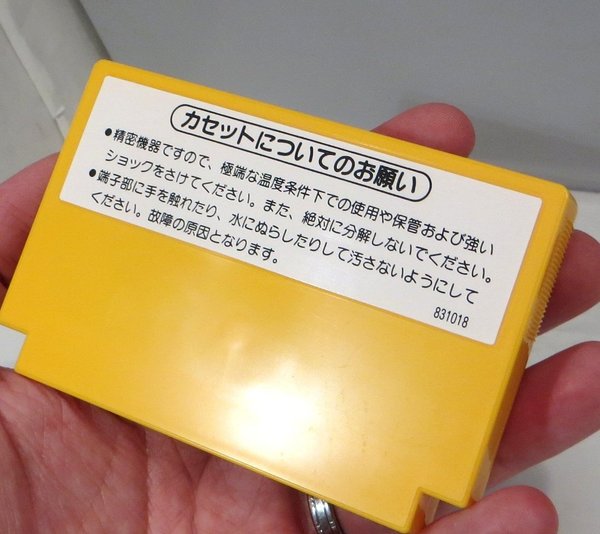 カセットについてのお願い
●精密機器ですので、極端な温度条件下での使用や保管および強い
ショックをさけてください。また、絶対に分解しないでください。
●端子部に手を触れたり、水にぬらしたりして汚さないようにして
ください。故障の原因となります。
831018